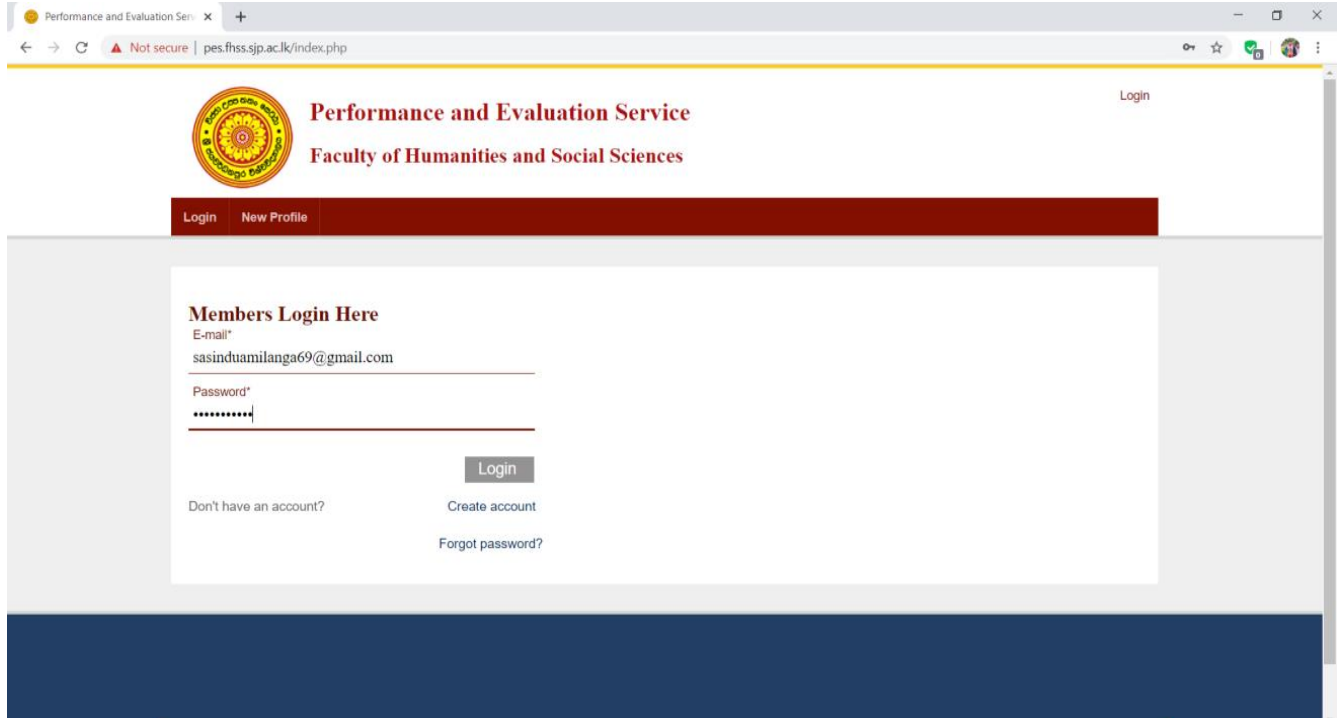 Performance and Evaluation Serv
Not secure | pes.fhss.sjp.ac.lk/index.php
0
Login
Performance and Evaluation Service
Faculty of Humanities and Social Sciences
Login New Profile
Members Login Here
E-mail*
sasinduamilanga69@gmail.com
Password*
•••••••••••
Login
Don't have an account? Create account
Forgot password?